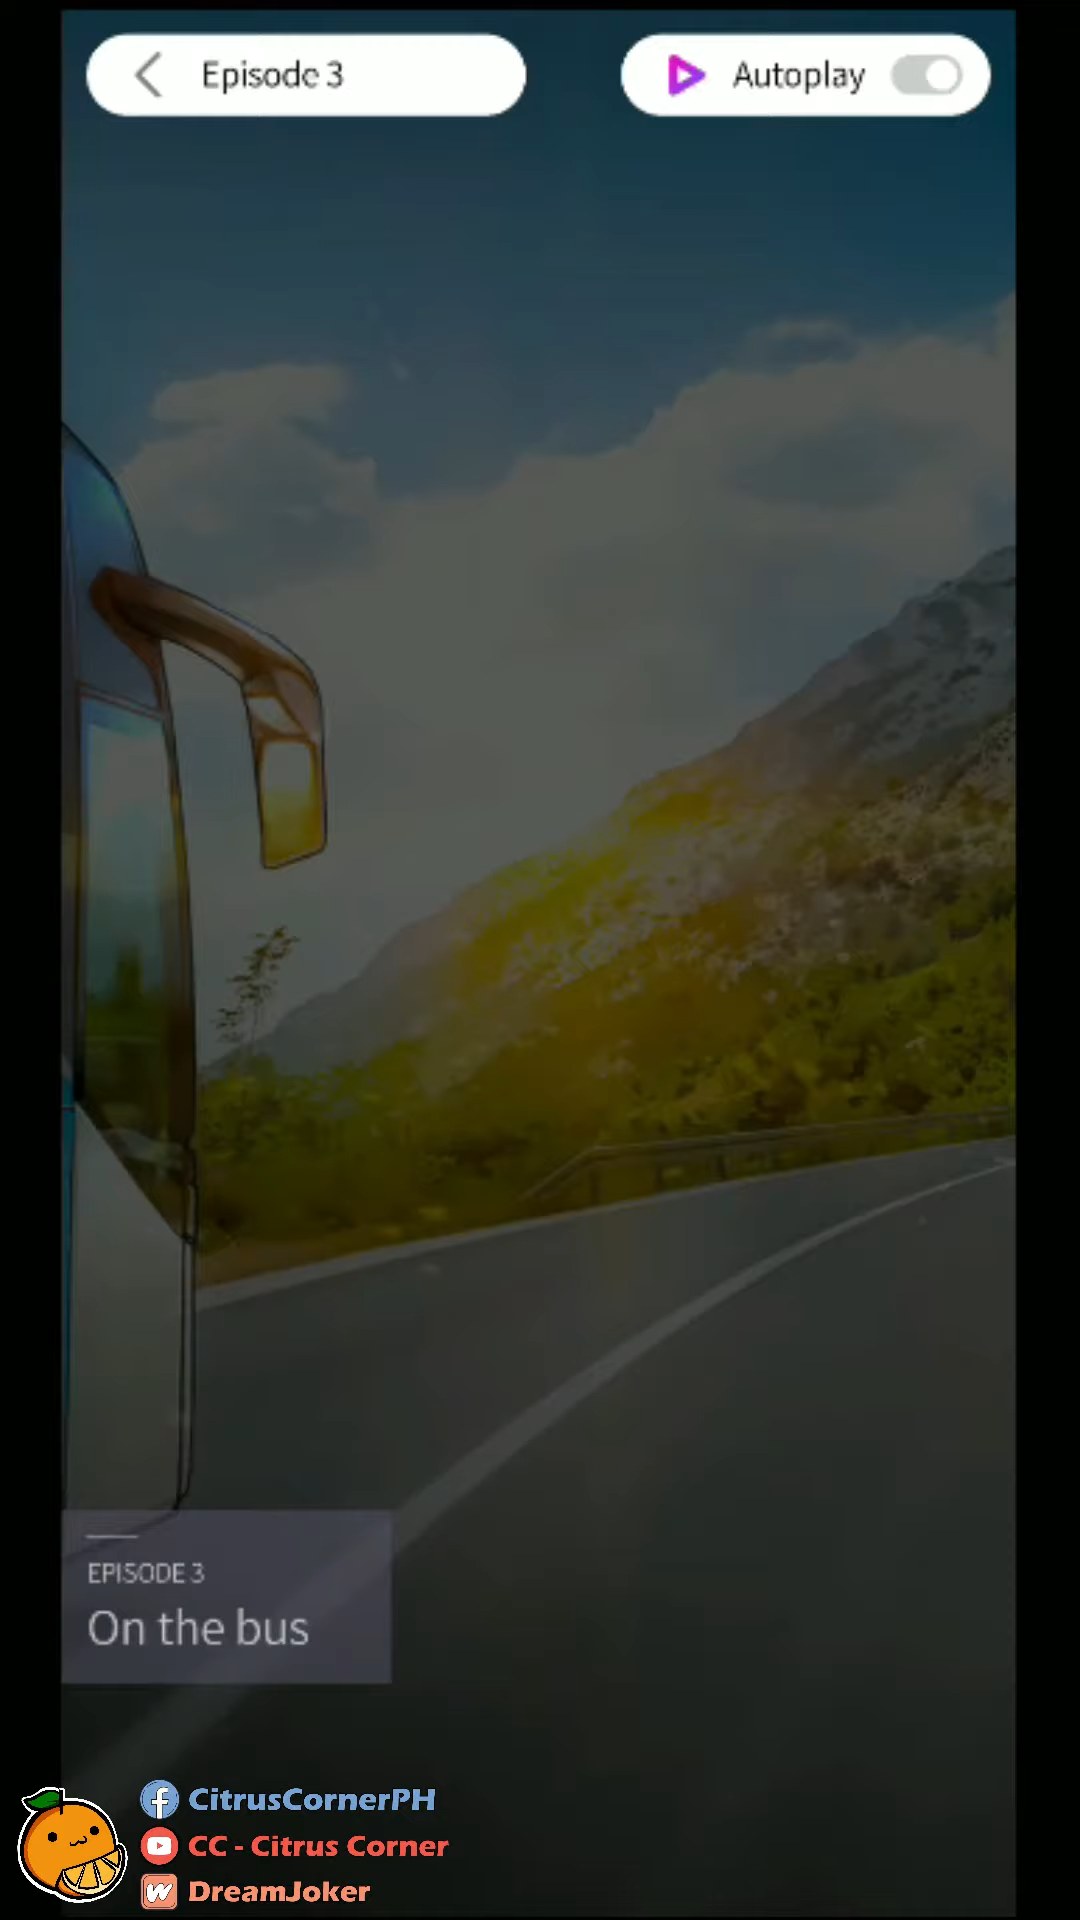 Episode 3
Autoplay
EPISODE 3
On the bus
CitrusCornerPH
CC - Citrus Corner
DreamJoker